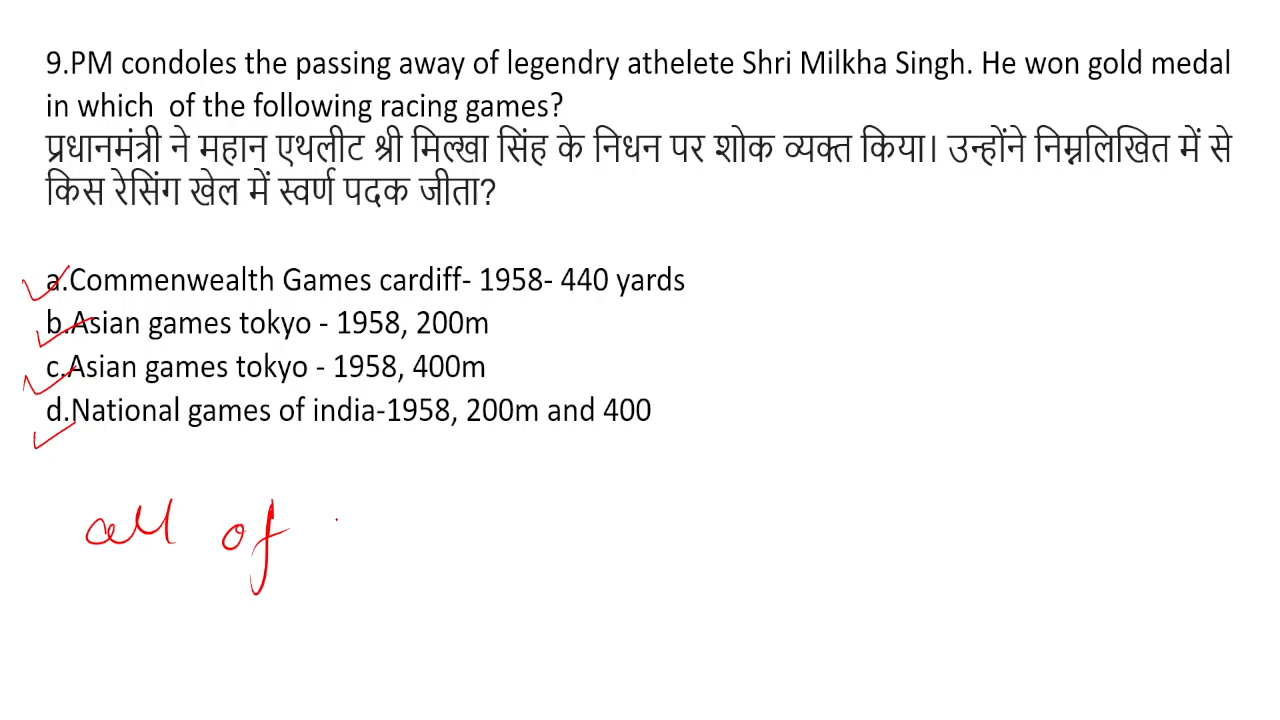 9.PM condoles the passing away of legendry athelete Shri Milkha Singh. He won gold medal
in which of the following racing games?
प्रधानमंत्री ने महान एथलीट श्री मिल्खा सिंह के निधन पर शोक व्यक्त किया। उन्होंने निम्नलिखित में से
किस रेसिंग खेल में स्वर्ण पदक जीता?
a.Commenwealth Games cardiff- 1958- 440 yards
b.Asian games tokyo - 1958, 200m
c.Asian games tokyo - 1958, 400m
d.National games of india-1958, 200m and 400
all of